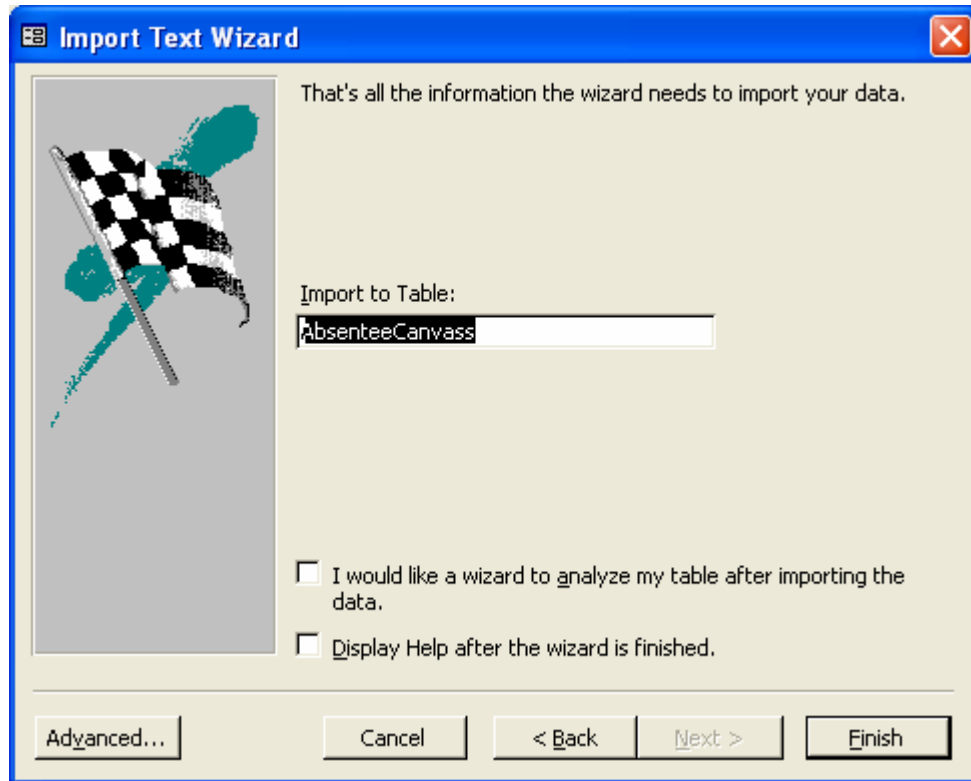 Import Text Wizard
That's all the information the wizard needs to import your data.
Import to Table:
AbsenteeCanvass
I would like a wizard to analyze my table after importing the
data.
Display Help after the wizard is finished.
Advanced... Cancel < Back Next > Finish